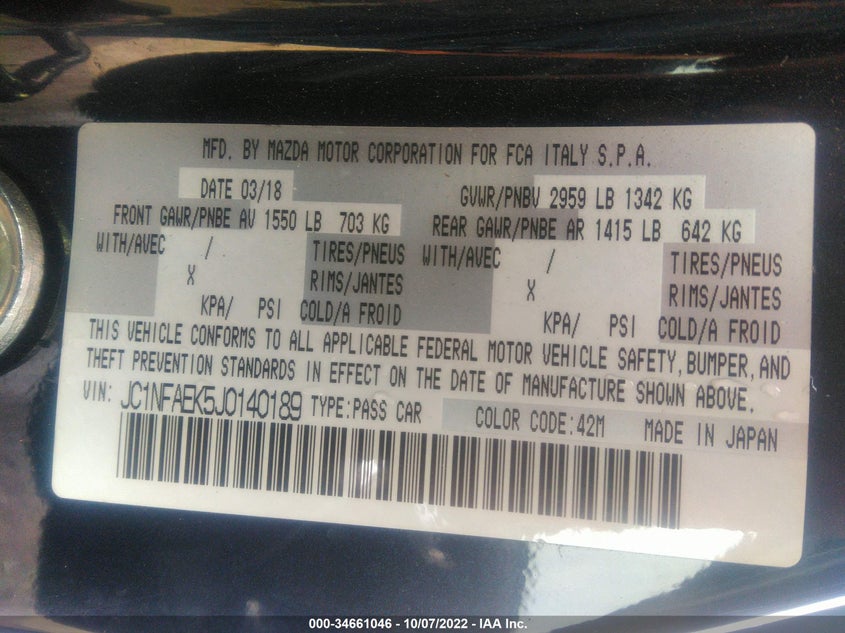 MFD. BY MAZDA MOTOR CORPORATION FOR FCA ITALY S.P.A.
DATE 03/18 GVWR/PNBV 2959 LB 1342 KG
FRONT GAWR/PNBE AV 1550 LB 703 KG REAR GAWR/PNBE AR 1415 LB 642 KG
WITH/AVEC / TIRES/PNEUS WITH/AVEC / TIRES/PNEUS
X RIMS/JANTES X RIMS/JANTES
KPA/ PSI COLD/A FROID KPA/ PSI COLD/A FROID
THIS VEHICLE CONFORMS TO ALL APPLICABLE FEDERAL MOTOR VEHICLE SAFETY, BUMPER, AND
THEFT PREVENTION STANDARDS IN EFFECT ON THE DATE OF MANUFACTURE SHOWN ABOVE.
VIN: JC1NFAEK5J0140189 TYPE:PASS CAR COLOR CODE:42M MADE IN JAPAN
000-34661046 - 10/07/2022 - IAA Inc.